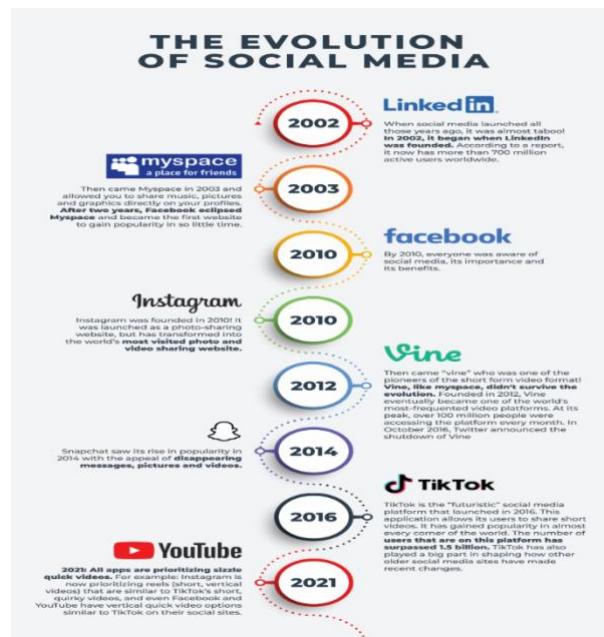 THE EVOLUTION
OF SOCIAL MEDIA
2002
LinkedIn
When social media launched all
those years ago, it was almost taboo!
In 2002, it began when LinkedIn
was founded. According to a report,
it now has more than 700 million
active users worldwide.
myspace
a place for friends
2003
Then came Myspace in 2003 and
allowed you to share music, pictures
and graphics directly on your profiles.
After two years, Facebook eclipsed
Myspace and became the first website
to gain popularity in so little time.
2010
facebook
By 2010, everyone was aware of
social media, its importance and
its benefits.
Instagram
2010
Instagram was founded in 2010! It
was launched as a photo-sharing
website, but has transformed into
the world's most visited photo and
video sharing website.
2012
Vine
Then came "vine" who was one of the
pioneers of the short form video format!
Vine, like myspace, didn't survive the
evolution. Founded in 2012, Vine
eventually became one of the world's
most-frequented video platforms. At its
peak, over 100 million people were
accessing the platform every month. In
October 2016, Twitter announced the
shutdown of Vine
2014
Snapchat saw its rise in popularity in
2014 with the appeal of disappearing
messages, pictures and videos.
2016
TikTok
TikTok is the "futuristic" social media
platform that launched in 2016. This
application allows its users to share short
videos. It has gained popularity in almost
every corner of the world. The number of
users that are on this platform has
surpassed 1.5 billion. TikTok has also
played a big part in shaping how other
older social media sites have made
recent changes.
YouTube
2021
2021: All apps are prioritizing sizzle
quick videos. For example: Instagram is
now prioritizing reels (short, vertical
videos) that are similar to TikTok's short,
quirky videos, and even Facebook and
YouTube have vertical quick video options
similar to TikTok on their social sites.